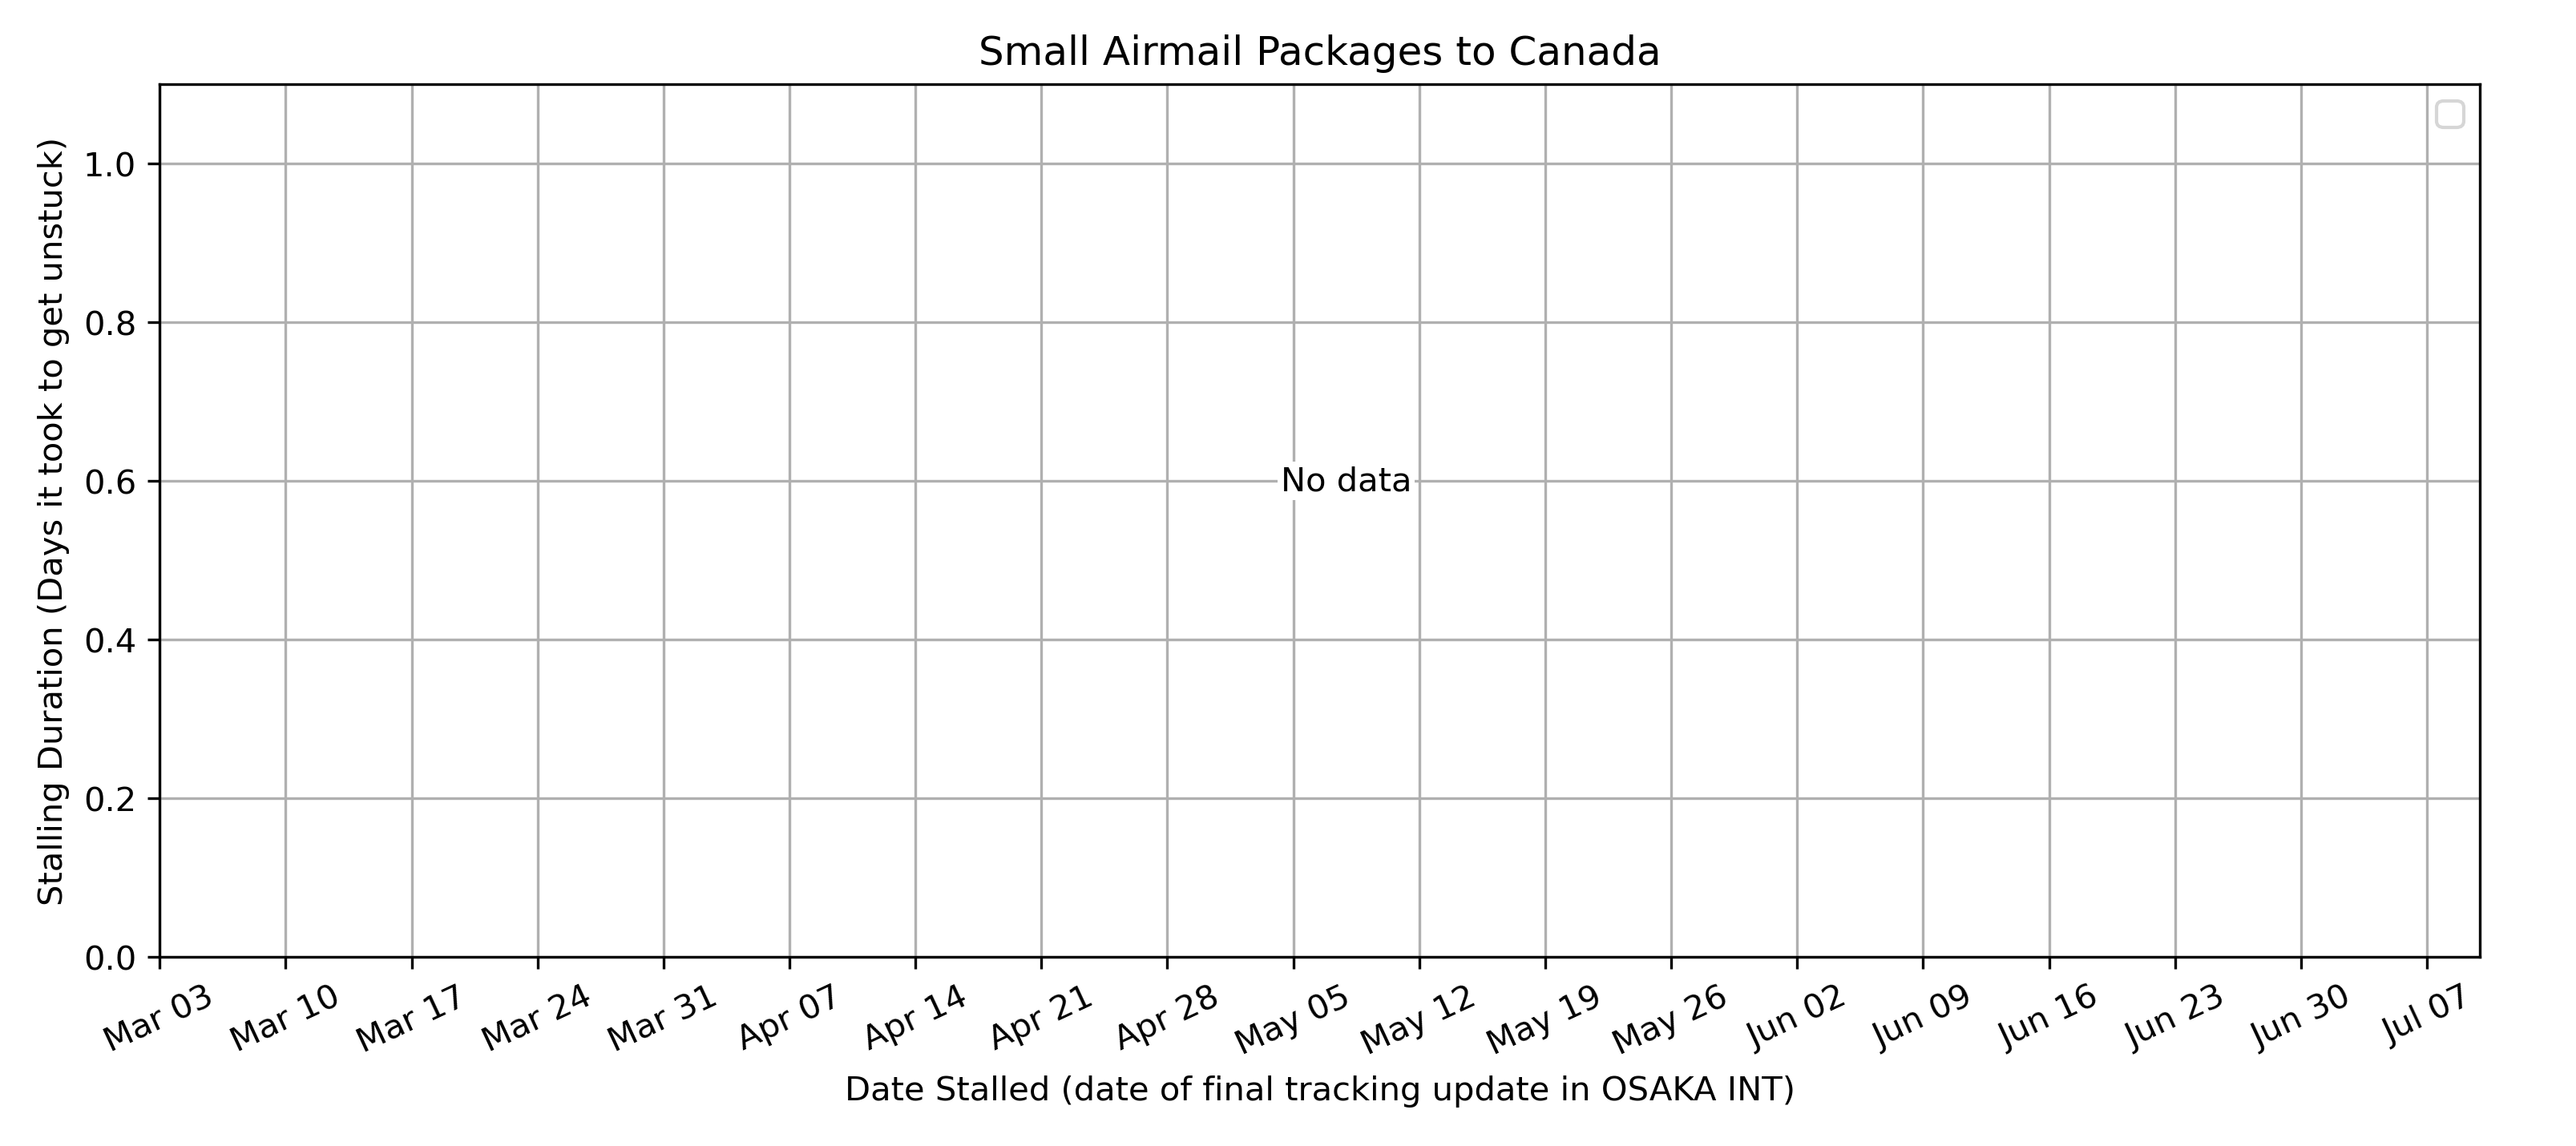 Small Airmail Packages to Canada
Stalling Duration (Days it took to get unstuck)
1.0
0.8
0.6
0.4
0.2
0.0
No data
Mar 03 Mar 10 Mar 17 Mar 24 Mar 31 Apr 07 Apr 14 Apr 21 Apr 28 May 05 May 12 May 19 May 26 Jun 02 Jun 09 Jun 16 Jun 23 Jun 30 Jul 07
Date Stalled (date of final tracking update in OSAKA INT)